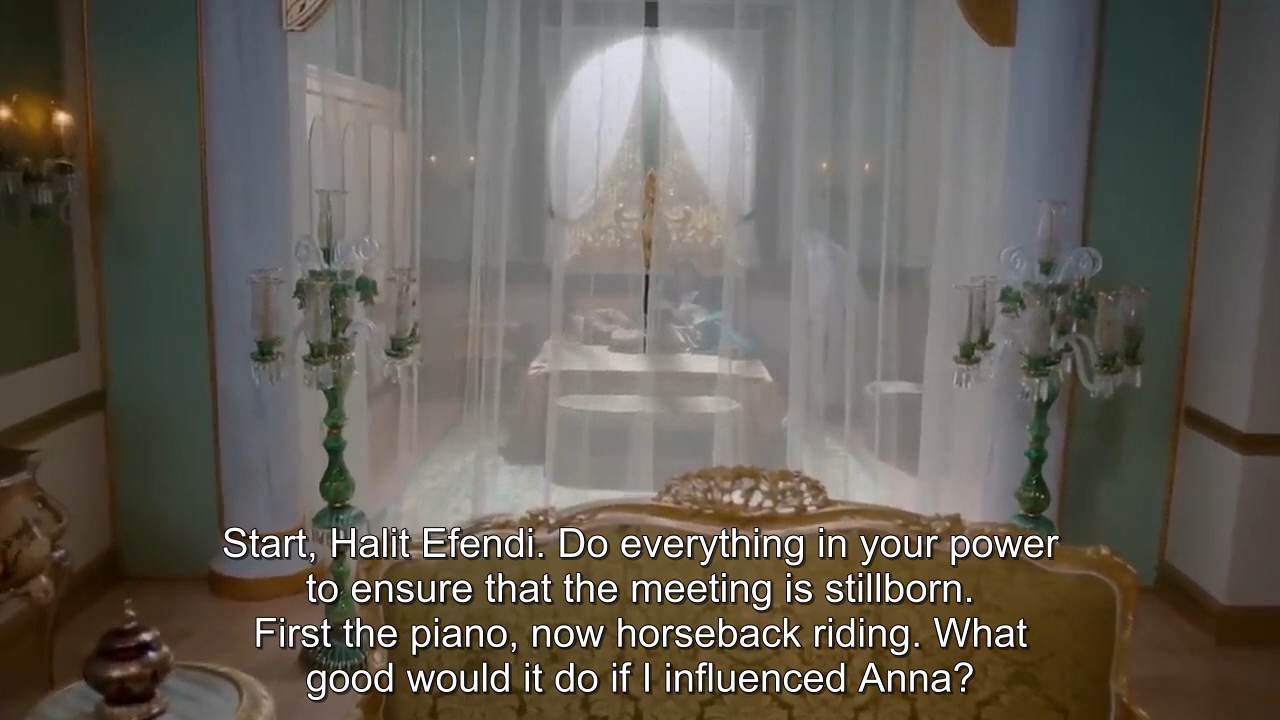 Start, Halit Efendi. Do everything in your power
to ensure that the meeting is stillborn.
First the piano, now horseback riding. What
good would it do if I influenced Anna?